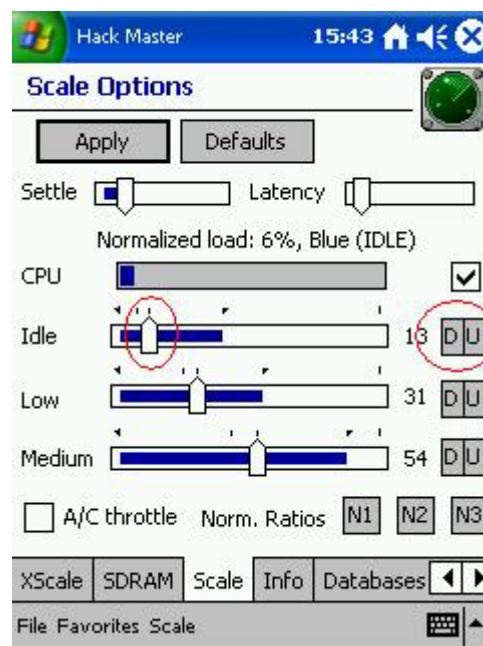 Hack Master 15:43
Scale Options
Apply Defaults
Settle Latency
Normalized load: 6%, Blue (IDLE)
CPU
Idle 13 D U
Low 31 D U
Medium 54 D U
A/C throttle Norm. Ratios N1 N2 N3
XScale SDRAM Scale Info Databases
File Favorites Scale